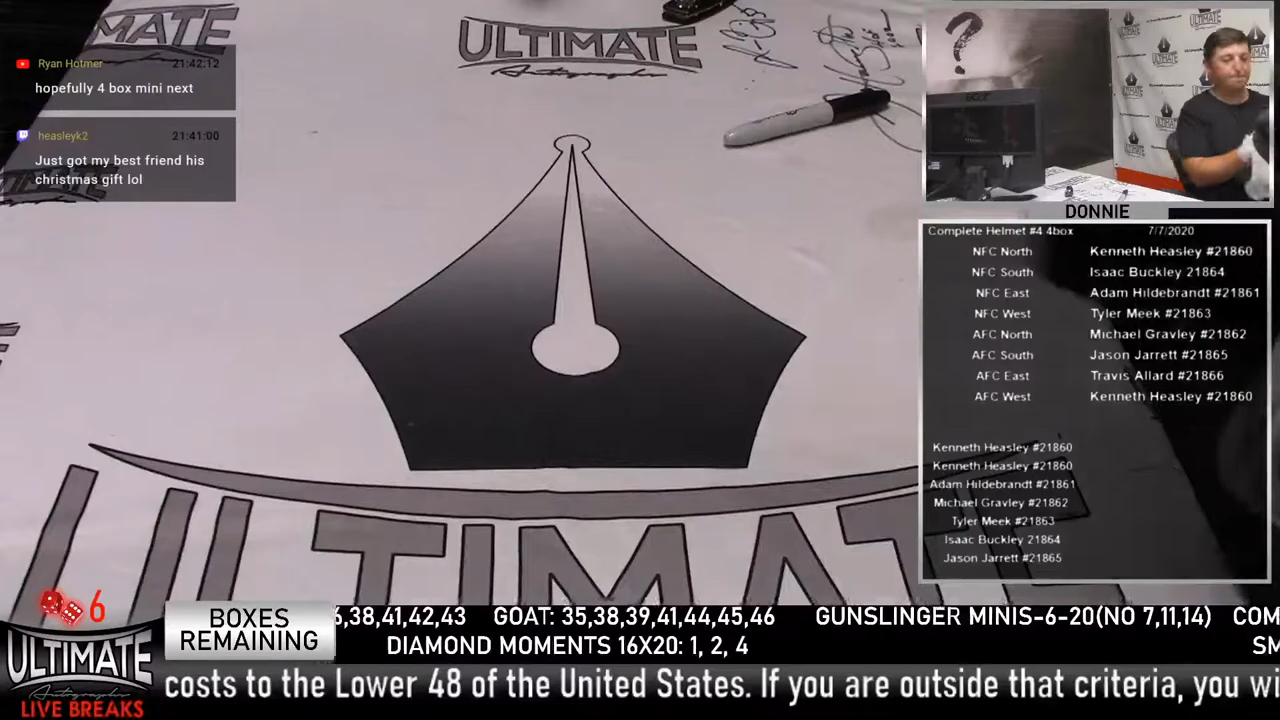 MATE
Ryan Hotmer 21:42:12
hopefully 4 box mini next
heasleyk2 21:41:00
Just got my best friend his
christmas gift lol
ULTIMATE
Autographs
?
DONNIE
Complete Helmet #4 4box 7/7/2020
NFC North Kenneth Heasley #21860
NFC South Isaac Buckley 21864
NFC East Adam Hildebrandt #21861
NFC West Tyler Meek #21863
AFC North Michael Gravley #21862
AFC South Jason Jarrett #21865
AFC East Travis Allard #21866
AFC West Kenneth Heasley #21860
Kenneth Heasley #21860
Kenneth Heasley #21860
Adam Hildebrandt #21861
Michael Gravley #21862
Tyler Meek #21863
Isaac Buckley 21864
Jason Jarrett #21865
ULTIMAT
6
ULTIMATE
Autographs
LIVE BREAKS
BOXES
REMAINING
6,38,41,42,43 GOAT: 35,38,39,41,44,45,46 GUNSLINGER MINIS-6-20(NO 7,11,14) COM
DIAMOND MOMENTS 16X20: 1, 2, 4 SM
costs to the Lower 48 of the United States. If you are outside that criteria, you wi